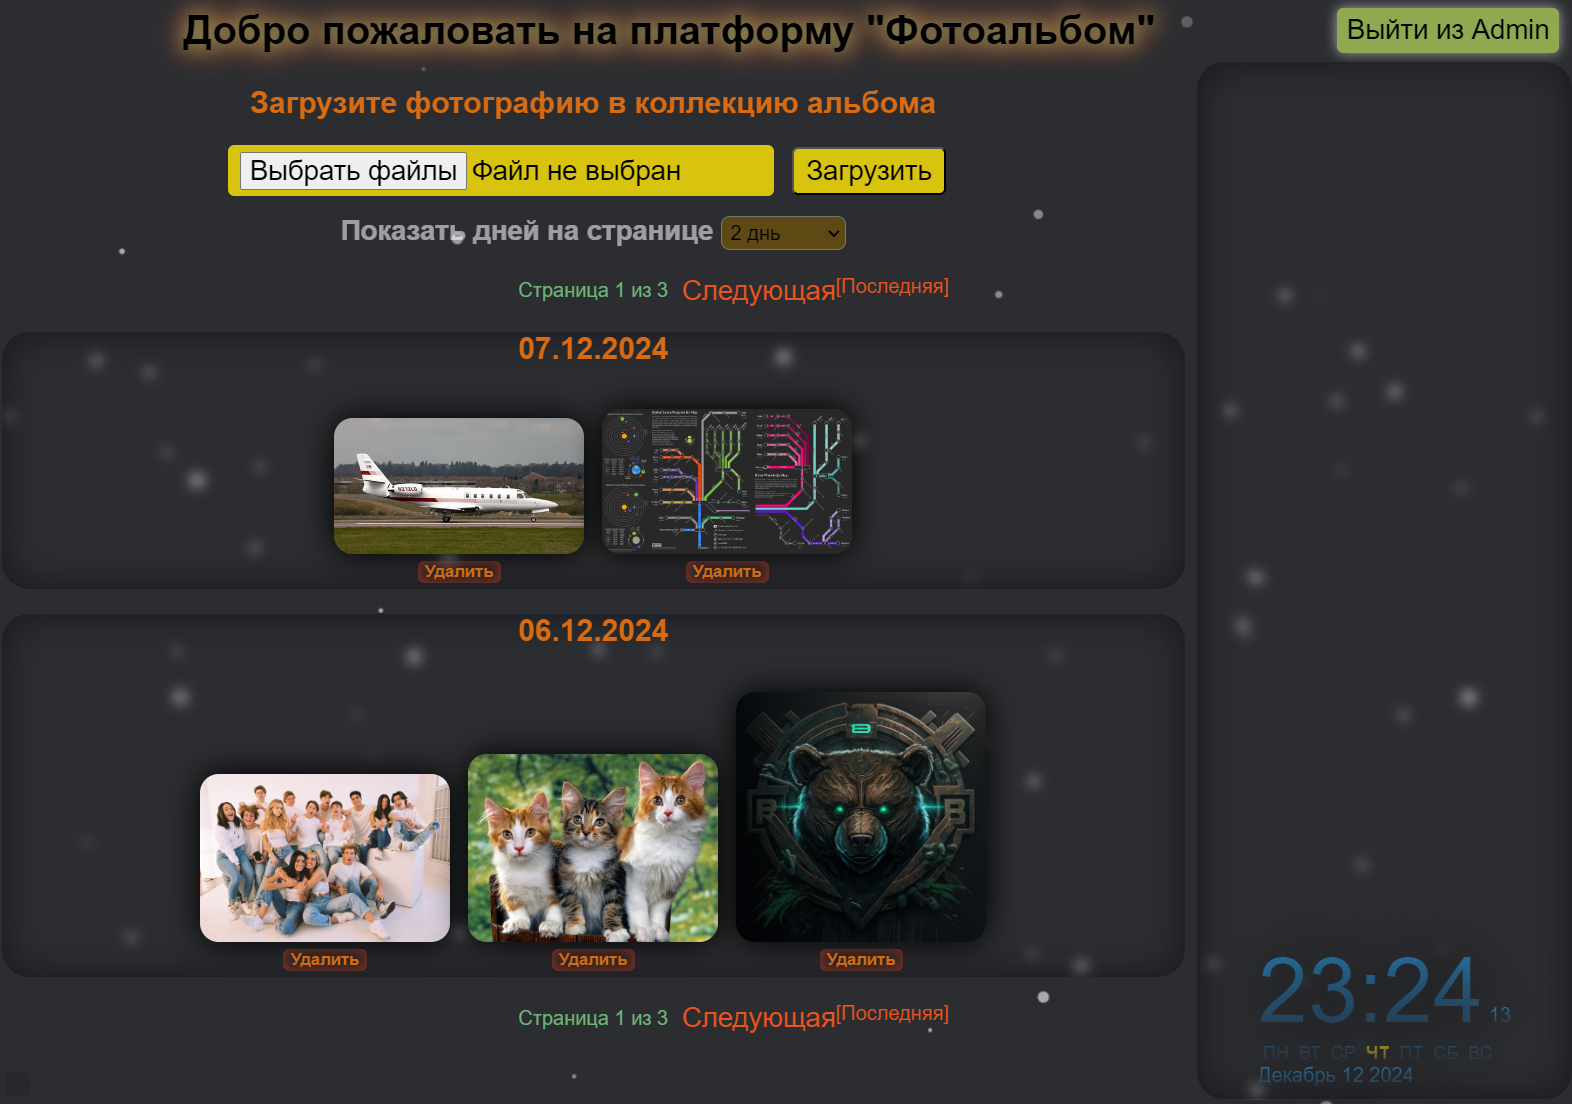 Добро пожаловать на платформу "Фотоальбом"
Выйти из Admin
Загрузите фотографию в коллекцию альбома
Выбрать файлы Файл не выбран
Загрузить
Показать дней на странице 2 днь
Страница 1 из 3 Следующая[Последняя]
07.12.2024
Удалить Удалить
06.12.2024
B
R B
Удалить Удалить Удалить
Страница 1 из 3 Следующая[Последняя]
23:24 13
ПН ВТ СР ЧТ ПТ СБ ВС
Декабрь 12 2024